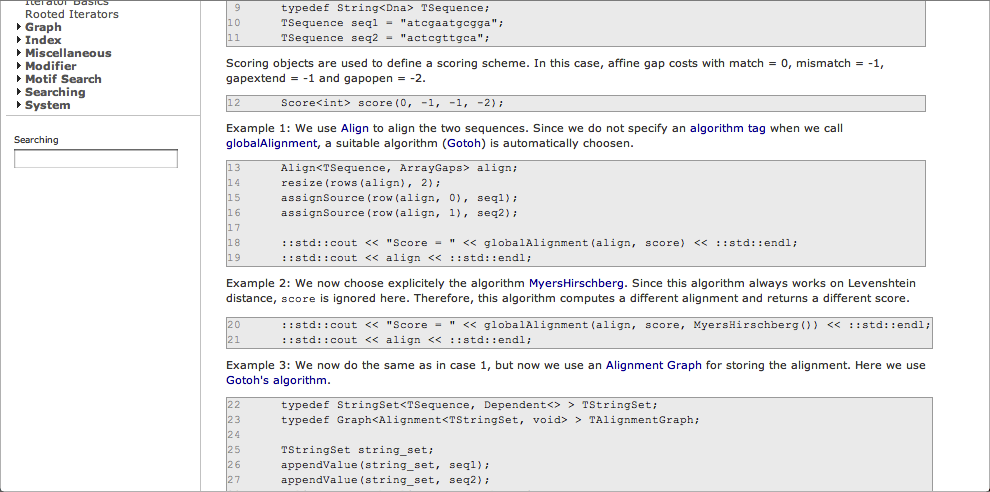 Iterator Basics
Rooted Iterators
Graph
Index
Miscellaneous
Modifier
Motif Search
Searching
System
Searching
9 typedef String<Dna> TSequence;
10 TSequence seq1 = "atcgaatgcgga";
11 TSequence seq2 = "actcgttgca";
Scoring objects are used to define a scoring scheme. In this case, affine gap costs with match = 0, mismatch = -1,
gapextend = -1 and gapopen = -2.
12 Score<int> score(0, -1, -1, -2);
Example 1: We use Align to align the two sequences. Since we do not specify an algorithm tag when we call
globalAlignment, a suitable algorithm (Gotoh) is automatically choosen.
13 Align<TSequence, ArrayGaps> align;
14 resize(rows(align), 2);
15 assignSource(row(align, 0), seq1);
16 assignSource(row(align, 1), seq2);
17
18 ::std::cout << "Score = " << globalAlignment(align, score) << ::std::endl;
19 ::std::cout << align << ::std::endl;
Example 2: We now choose explicitely the algorithm MyersHirschberg. Since this algorithm always works on Levenshtein
distance, score is ignored here. Therefore, this algorithm computes a different alignment and returns a different score.
20 ::std::cout << "Score = " << globalAlignment(align, score, MyersHirschberg()) << ::std::endl;
21 ::std::cout << align << ::std::endl;
Example 3: We now do the same as in case 1, but now we use an Alignment Graph for storing the alignment. Here we use
Gotoh's algorithm.
22 typedef StringSet<TSequence, Dependent<> > TStringSet;
23 typedef Graph<Alignment<TStringSet, void> > TAlignmentGraph;
24
25 TStringSet string_set;
26 appendValue(string_set, seq1);
27 appendValue(string_set, seq2);